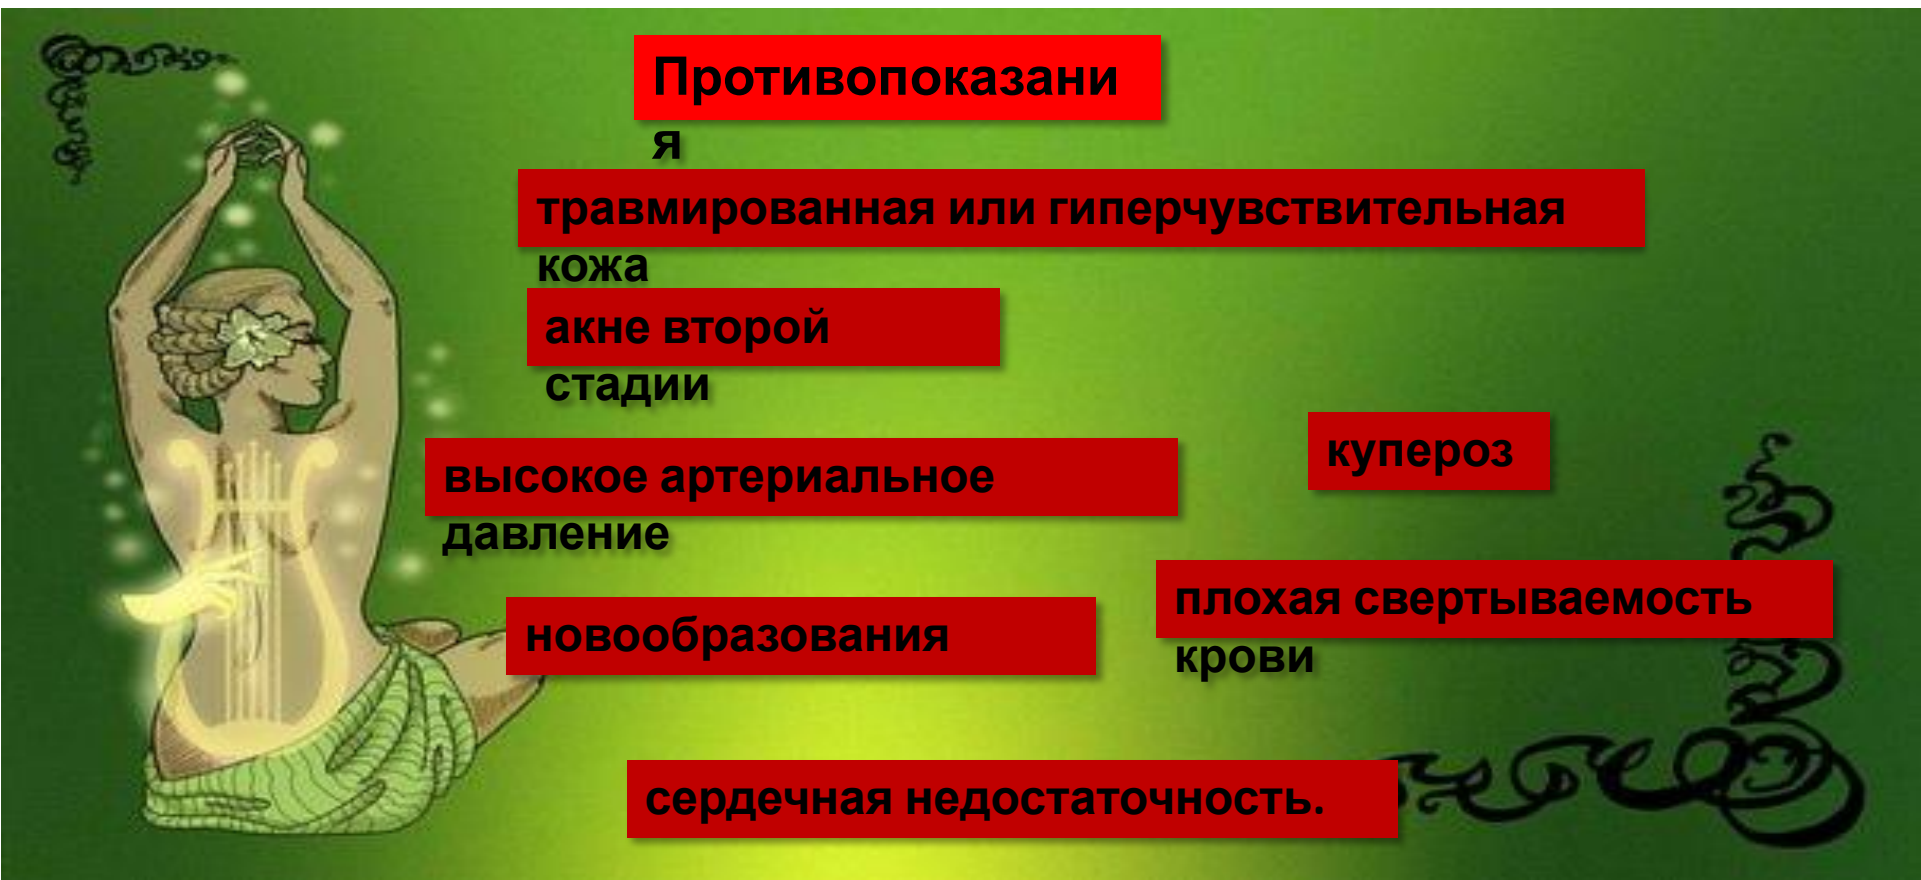 Противопоказани
я
травмированная или гиперчувствительная
кожа
акне второй
стадии
купероз
высокое артериальное
давление
плохая свертываемость
крови
новообразования
сердечная недостаточность.